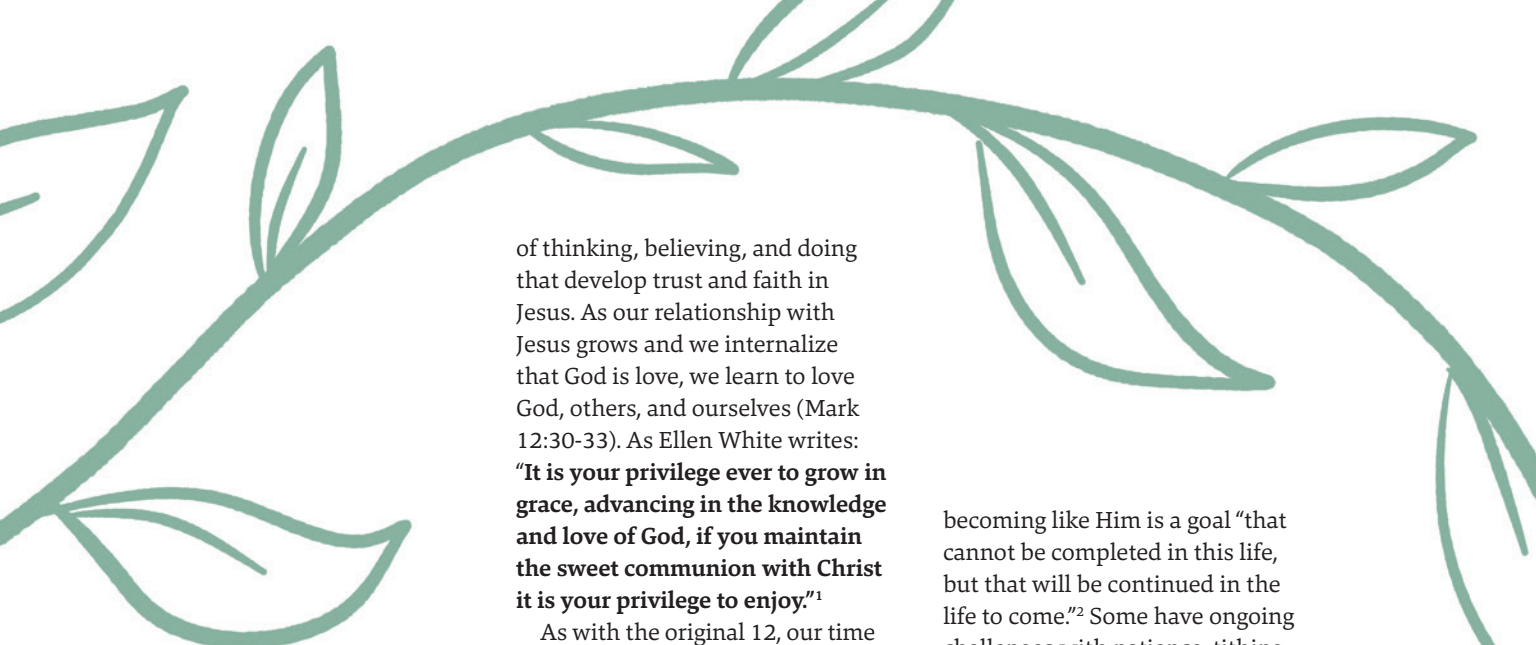 of thinking, believing, and doing
that develop trust and faith in
Jesus. As our relationship with
Jesus grows and we internalize
that God is love, we learn to love
God, others, and ourselves (Mark
12:30-33). As Ellen White writes:
“It is your privilege ever to grow in
grace, advancing in the knowledge
and love of God, if you maintain
the sweet communion with Christ
it is your privilege to enjoy.”¹
As with the original 12, our time
becoming like Him is a goal “that
cannot be completed in this life,
but that will be continued in the
life to come.”² Some have ongoing